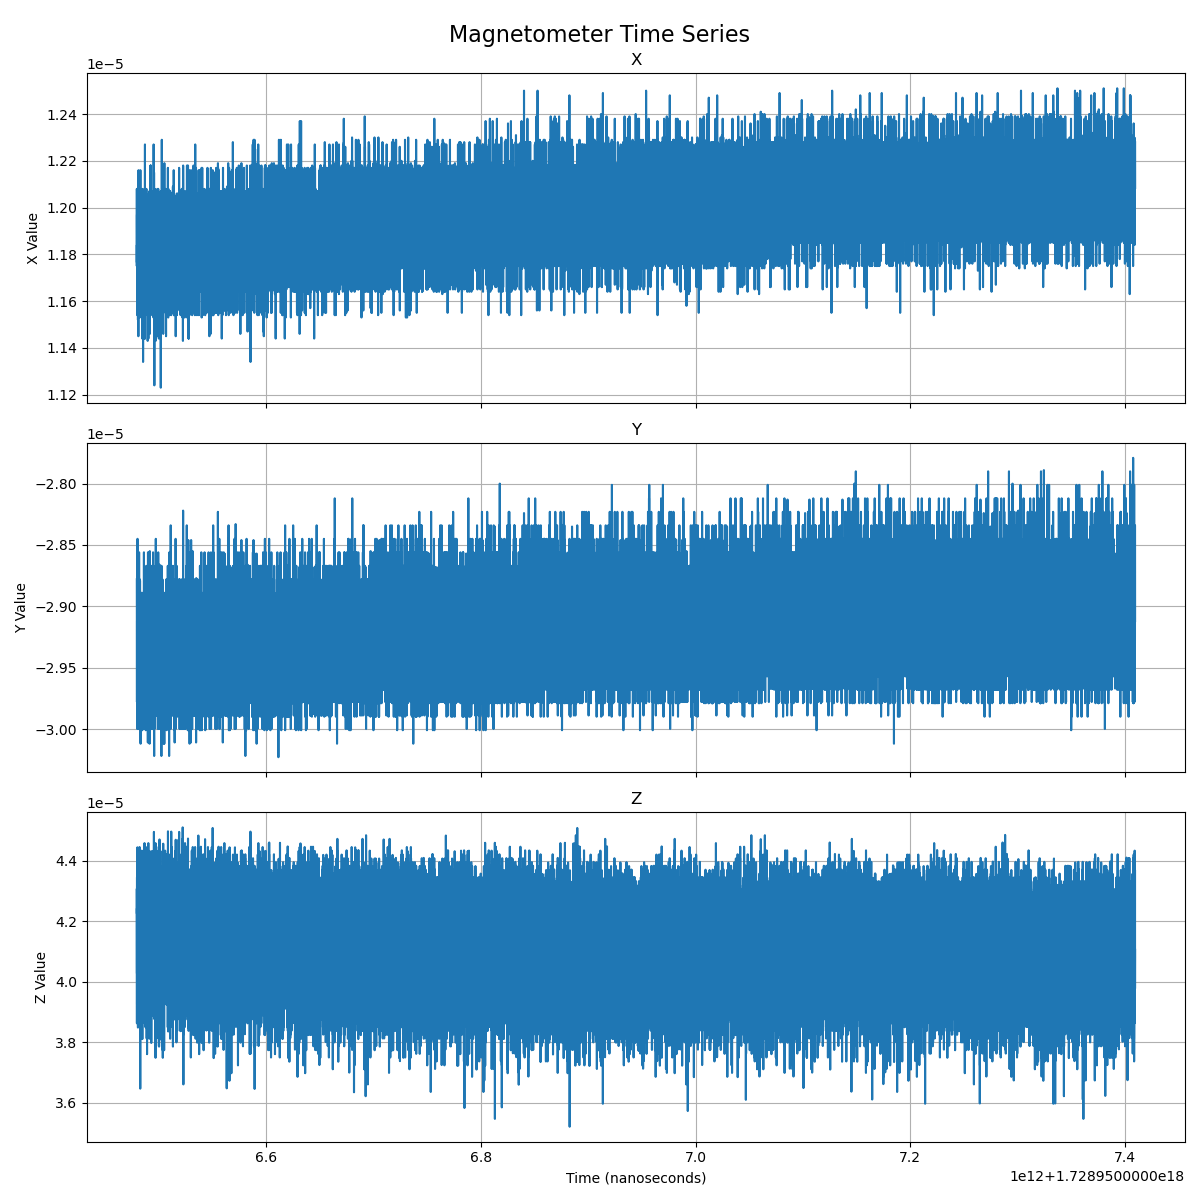 Magnetometer Time Series
X
1e−5
1.24
1.22
1.20
1.18
1.16
1.14
1.12
X Value
Y
1e−5
−2.80
−2.85
−2.90
−2.95
−3.00
Y Value
Z
1e−5
4.4
4.2
4.0
3.8
3.6
Z Value
6.6 6.8 7.0 7.2 7.4
Time (nanoseconds)
1e12+1.7289500000e18